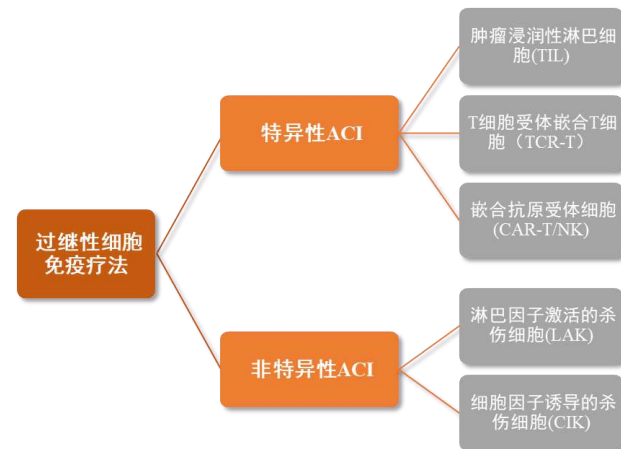 过继性细胞
免疫疗法
特异性ACI
非特异性ACI
肿瘤浸润性淋巴细
胞(TIL)
T细胞受体嵌合T细
胞（TCR-T）
嵌合抗原受体细胞
(CAR-T/NK)
淋巴因子激活的杀
伤细胞(LAK)
细胞因子诱导的杀
伤细胞(CIK)